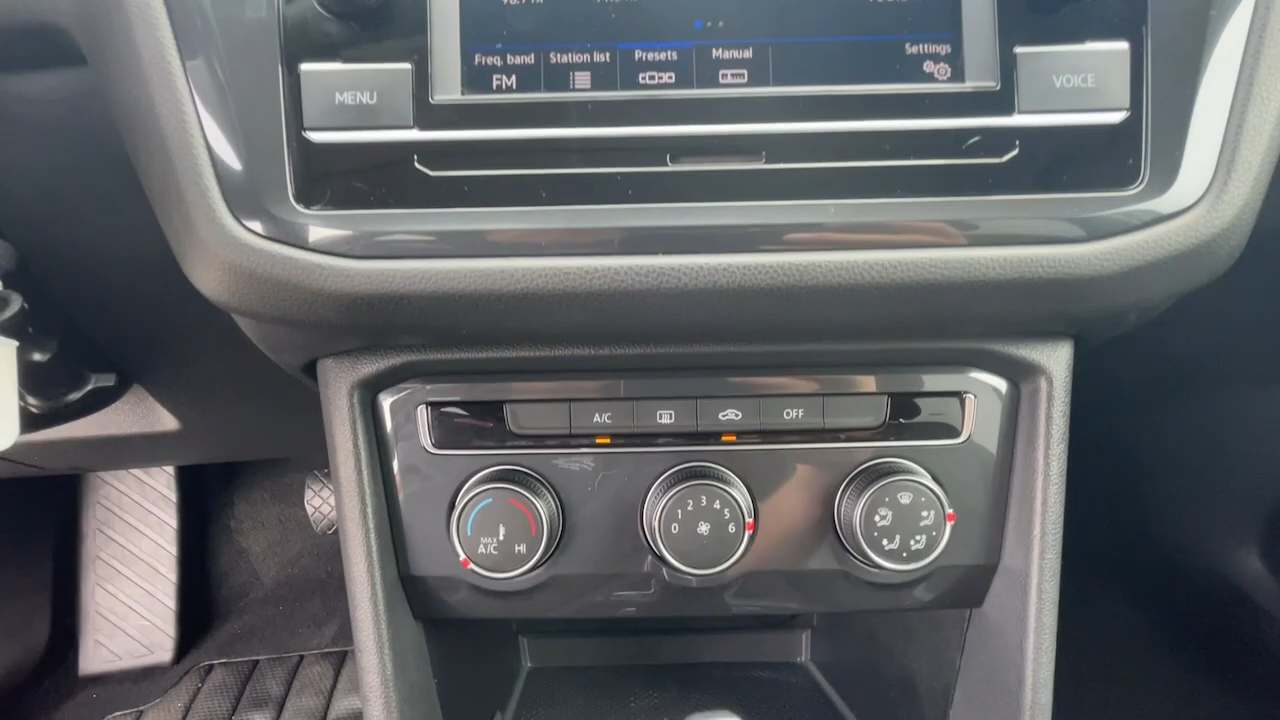 Freq. band Station list Presets Manual Settings
FM
MENU
VOICE
A/C OFF
MAX
A/C HI
0 1 2 3 4 5 6